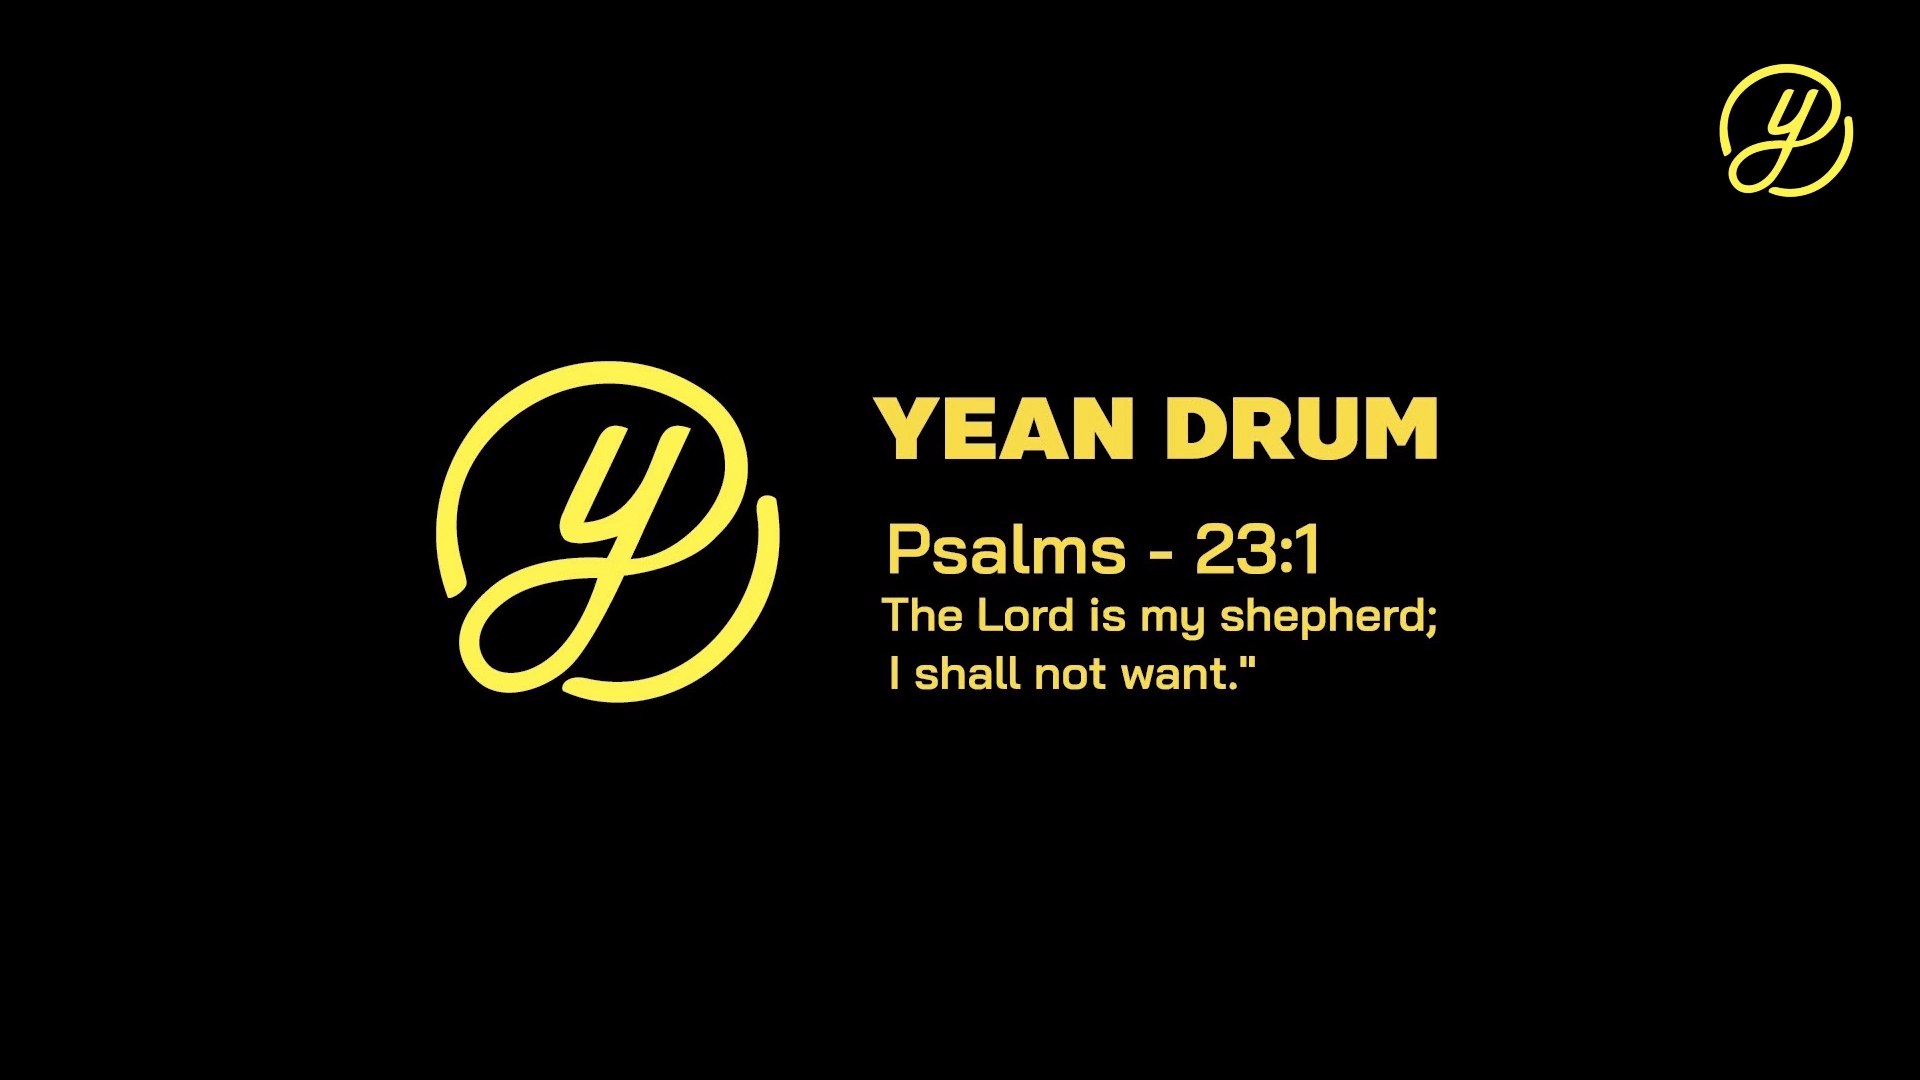 YEAN DRUM
Psalms - 23:1
The Lord is my shepherd;
I shall not want."